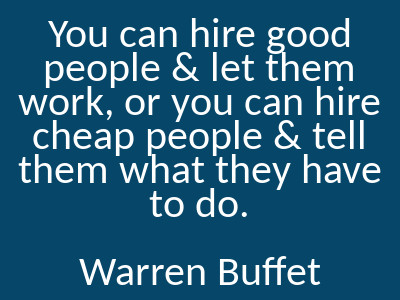 You can hire good
people & let them
work, or you can hire
cheap people & tell
them what they have
to do.
Warren Buffet